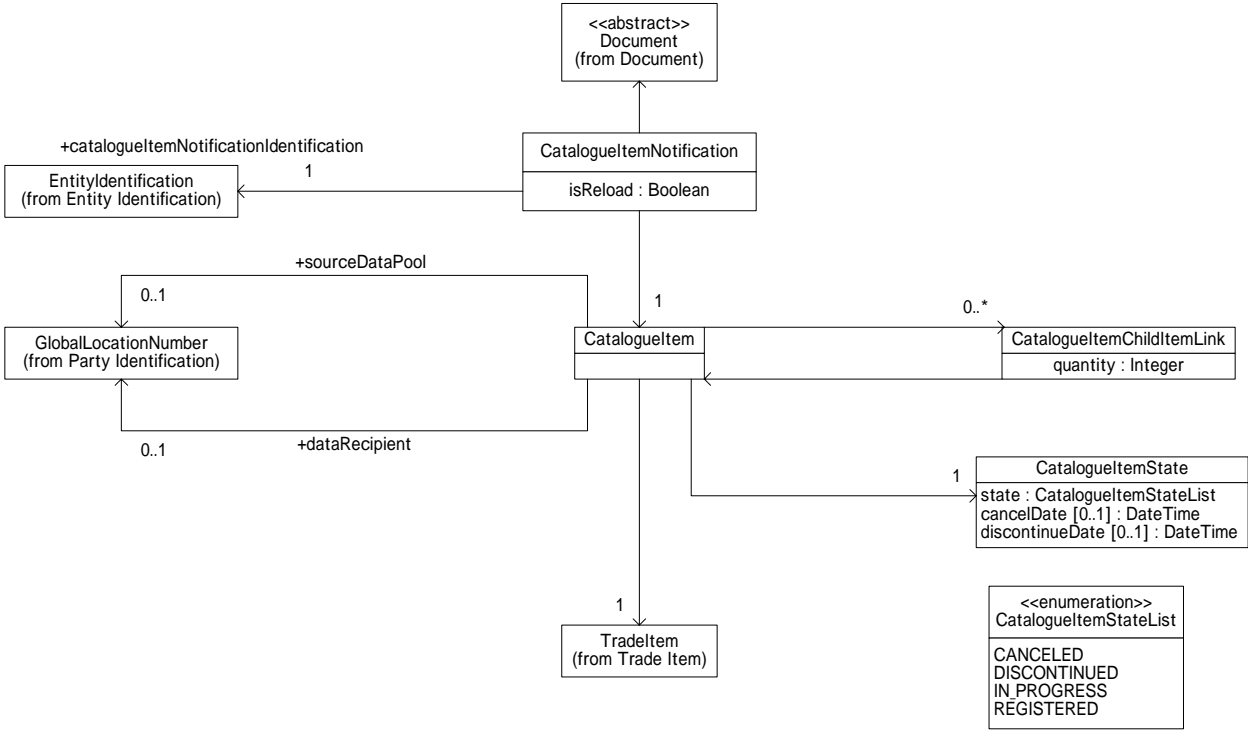 <<abstract>>
Document
(from Document)
+catalogueItemNotificationIdentification
1
EntityIdentification
(from Entity Identification)
CatalogueItemNotification
isReload : Boolean
+sourceDataPool
0..1
1
0..*
GlobalLocationNumber
(from Party Identification)
CatalogueItem
CatalogueItemChildItemLink
quantity : Integer
0..1
+dataRecipient
1
CatalogueItemState
state : CatalogueItemStateList
cancelDate [0..1] : DateTime
discontinueDate [0..1] : DateTime
1
TradeItem
(from Trade Item)
<<enumeration>>
CatalogueItemStateList
CANCELED
DISCONTINUED
IN_PROGRESS
REGISTERED